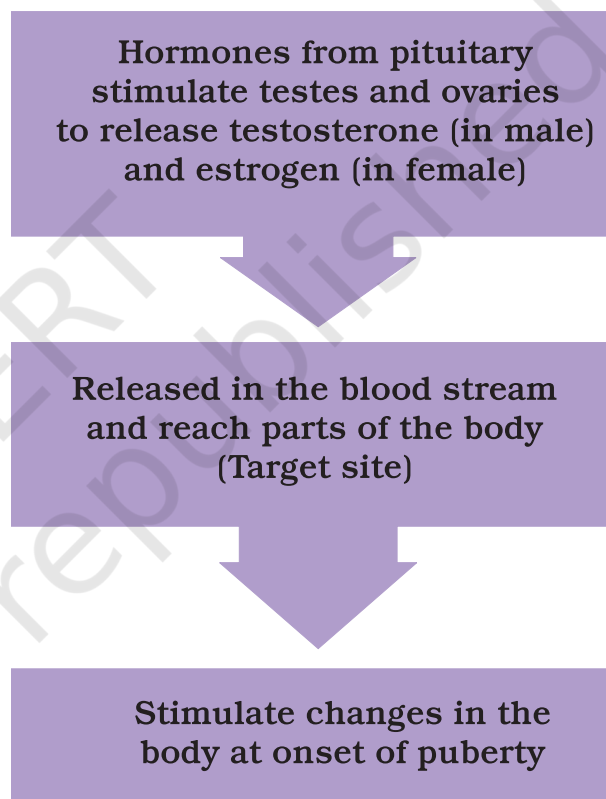 Hormones from pituitary
stimulate testes and ovaries
to release testosterone (in male)
and estrogen (in female)
Released in the blood stream
and reach parts of the body
(Target site)
Stimulate changes in the
body at onset of puberty
republished